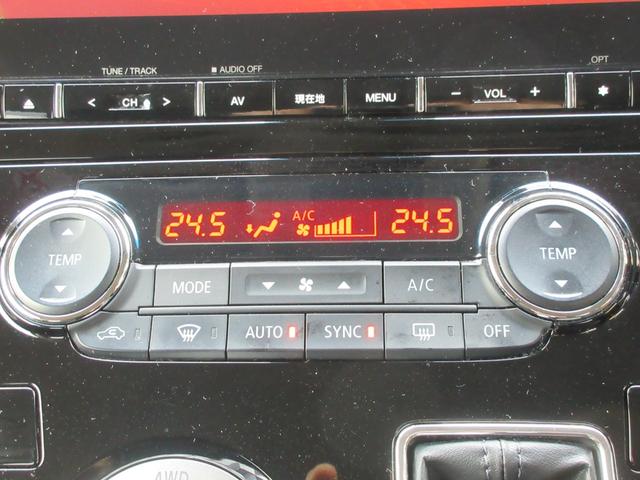 TUNE / TRACK
AUDIO OFF
OPT
< CH >
AV
現在地
MENU
− VOL +
24.5 A/C 24.5
TEMP
TEMP
MODE
A/C
AUTO
SYNC
OFF
4WD